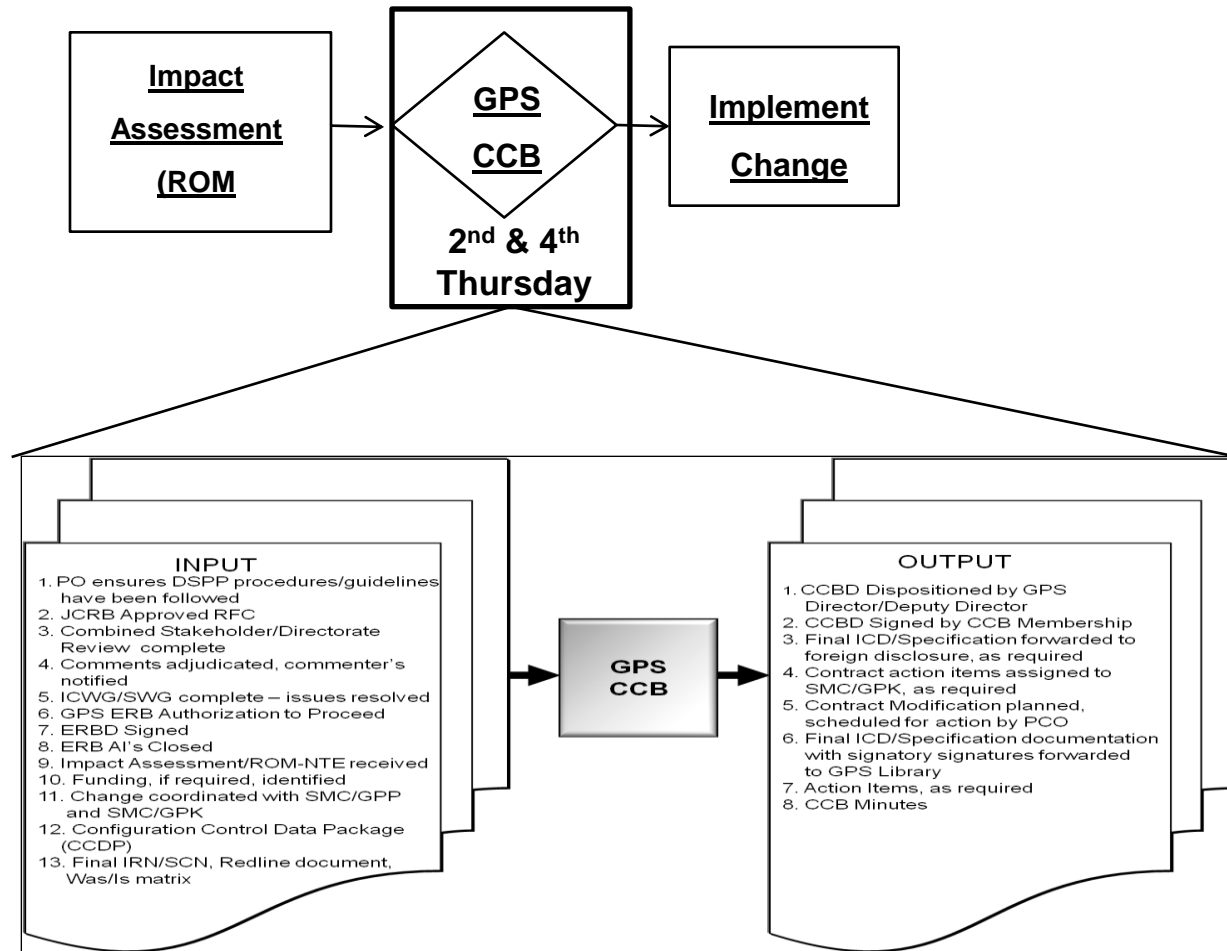 Impact
Assessment
(ROM
GPS
CCB
2nd & 4th
Thursday
Implement
Change
INPUT
1. PO ensures DSPP procedures/guidelines
have been followed
2. JCRB Approved RFC
3. Combined Stakeholder/Directorate
Review complete
4. Comments adjudicated, commenter's
notified
5. ICWG/SWG complete – issues resolved
6. GPS ERB Authorization to Proceed
7. ERBD Signed
8. ERB AI's Closed
9. Impact Assessment/ROM-NTE received
10. Funding, if required, identified
11. Change coordinated with SMC/GPP
and SMC/GPK
12. Configuration Control Data Package
(CCDP)
13. Final IRN/SCN, Redline document,
Was/Is matrix
GPS
CCB
OUTPUT
1. CCBD Dispositioned by GPS
Director/Deputy Director
2. CCBD Signed by CCB Membership
3. Final ICD/Specification forwarded to
foreign disclosure, as required
4. Contract action items assigned to
SMC/GPK, as required
5. Contract Modification planned,
scheduled for action by PCO
6. Final ICD/Specification documentation
with signatory signatures forwarded
to GPS Library
7. Action Items, as required
8. CCB Minutes